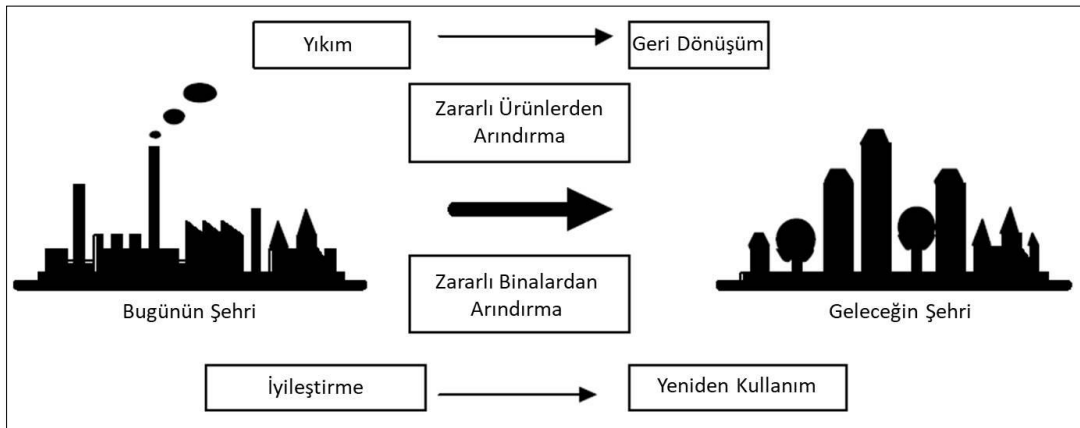 Yıkım
Geri Dönüşüm
Zararlı Ürünlerden
Arındırma
Zararlı Binalardan
Arındırma
Bugünün Şehri
Geleceğin Şehri
İyileştirme
Yeniden Kullanım